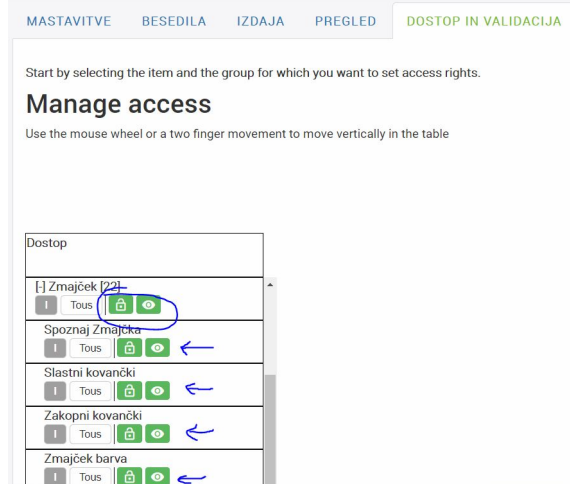 MASTAVITVE BESEDILA IZDAJA PREGLED DOSTOP IN VALIDACIJA
Start by selecting the item and the group for which you want to set access rights.
Manage access
Use the mouse wheel or a two finger movement to move vertically in the table
Dostop
[-] Zmajček [22]
I Tous
Spoznaj Zmajčka
I Tous
Slastni kovančki
I Tous
Zakopni kovančki
I Tous
Zmajček barva
I Tous